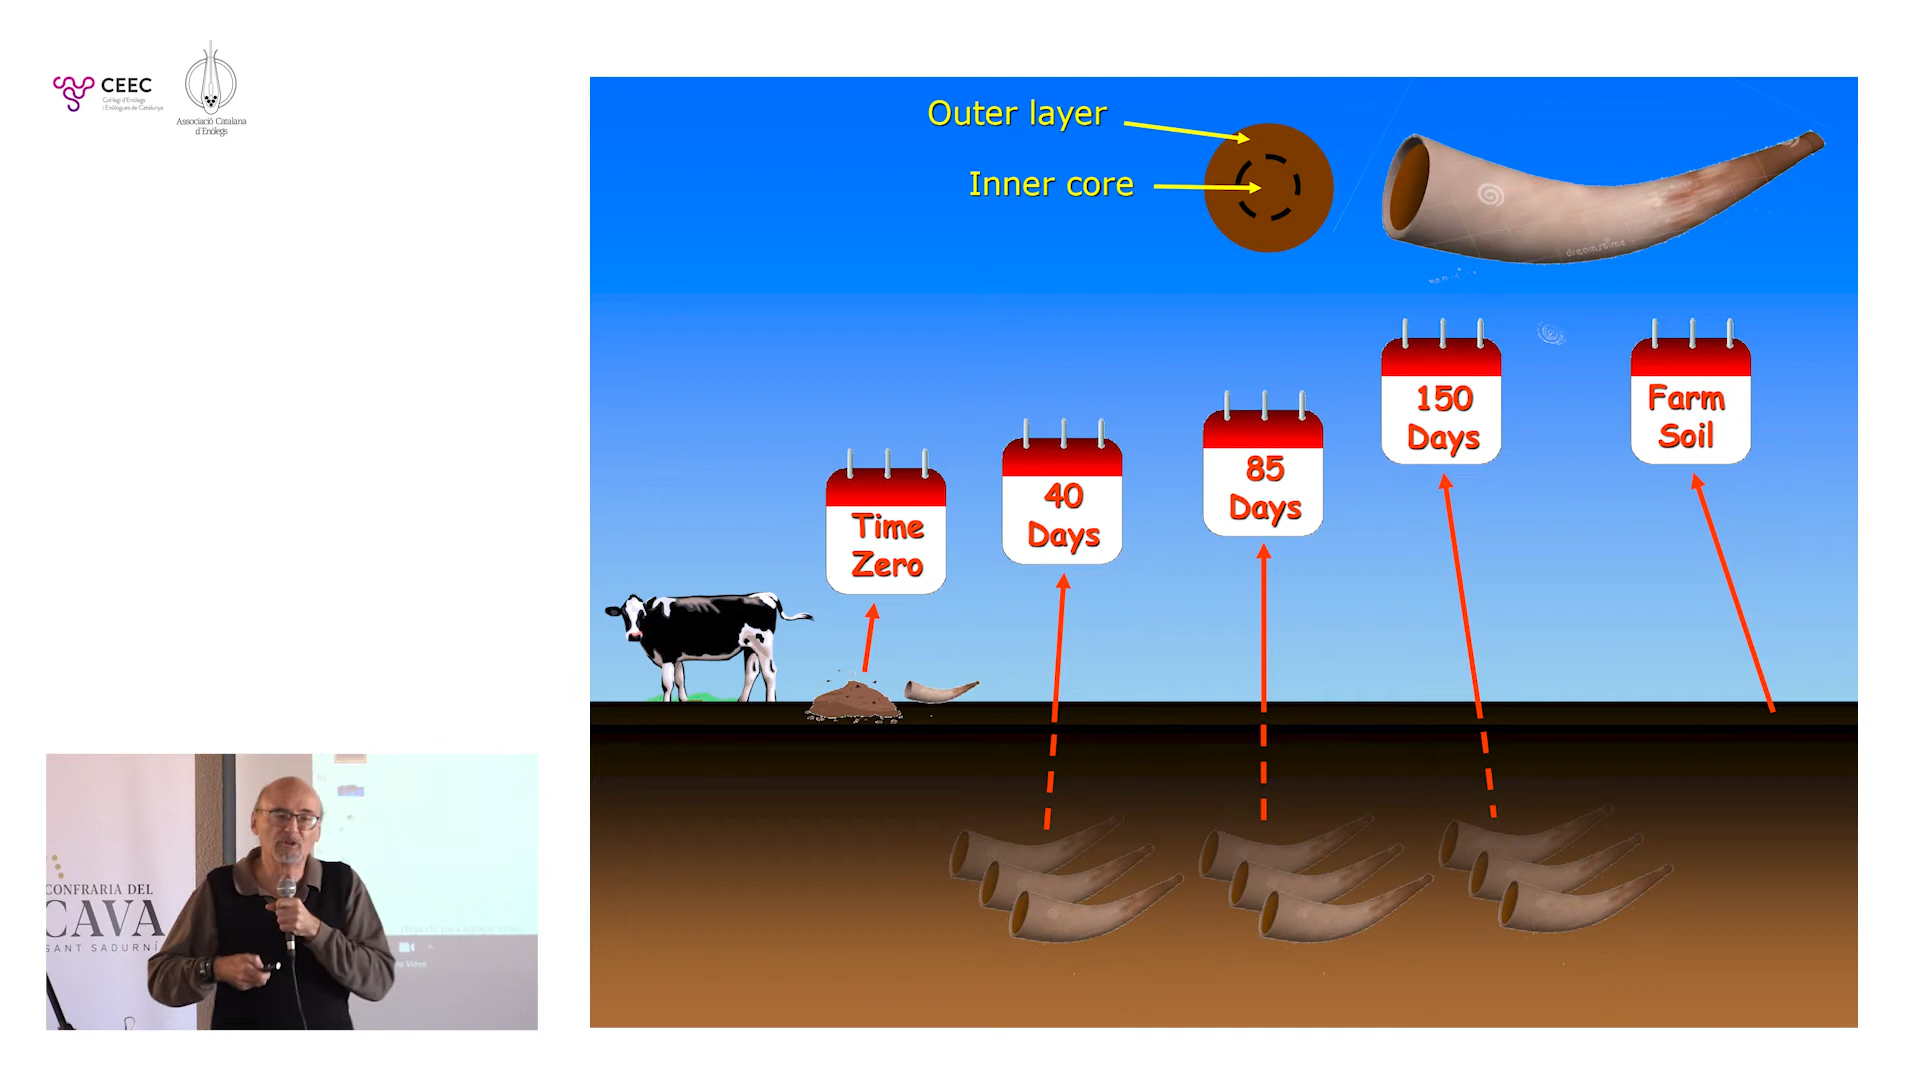 CEEC
Col·legi d'Enòlegs
i Enòlogues de Catalunya
Associació Catalana
d'Enòlegs
Outer layer
Inner core
dreamstime
150
Days
Farm
Soil
85
Days
40
Days
Time
Zero
CONFRARIA DEL
CAVA
SANT SADURNÍ